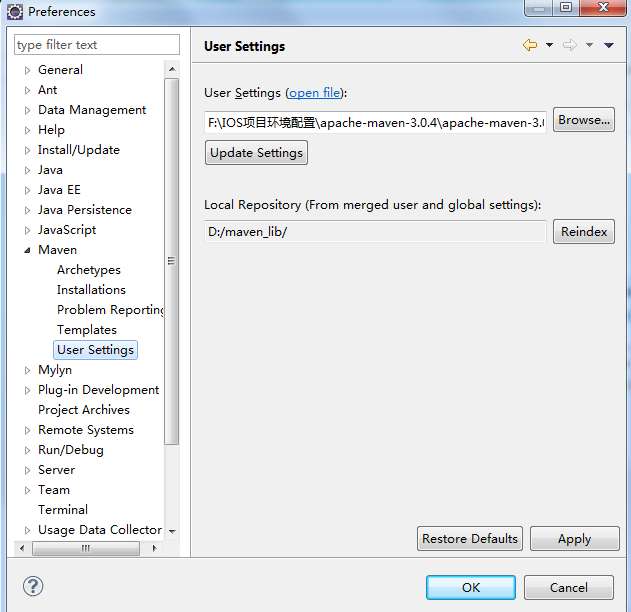 Preferences
type filter text
General
Ant
Data Management
Help
Install/Update
Java
Java EE
Java Persistence
JavaScript
Maven
Archetypes
Installations
Problem Reporting
Templates
User Settings
Mylyn
Plug-in Development
Project Archives
Remote Systems
Run/Debug
Server
Team
Terminal
Usage Data Collector
User Settings
User Settings (open file):
F:\IOS项目环境配置\apache-maven-3.0.4\apache-maven-3.0
Browse...
Update Settings
Local Repository (From merged user and global settings):
D:/maven_lib/
Reindex
Restore Defaults
Apply
?
OK
Cancel